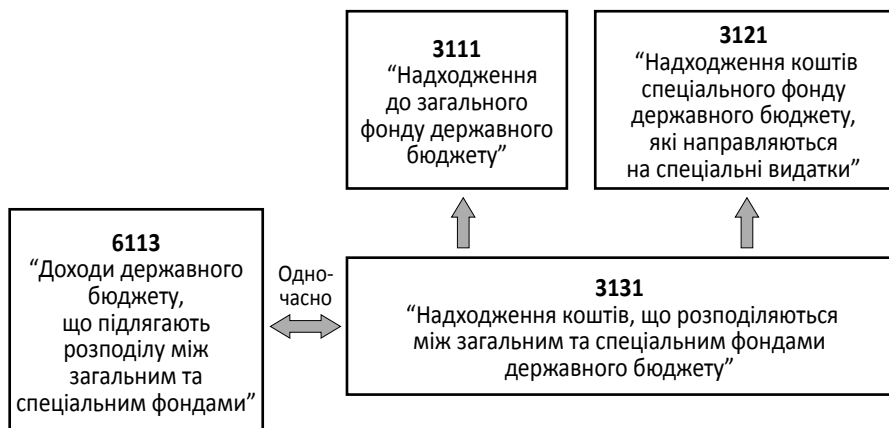 3111
“Надходження
до загального
фонду державного
бюджету”
3121
“Надходження коштів
спеціального фонду
державного бюджету,
які направляються
на спеціальні видатки”
6113
“Доходи державного
бюджету,
що підлягають
розподілу між
загальним та
спеціальним фондами”
Одно-
часно
3131
“Надходження коштів, що розподіляються
між загальним та спеціальним фондами
державного бюджету”